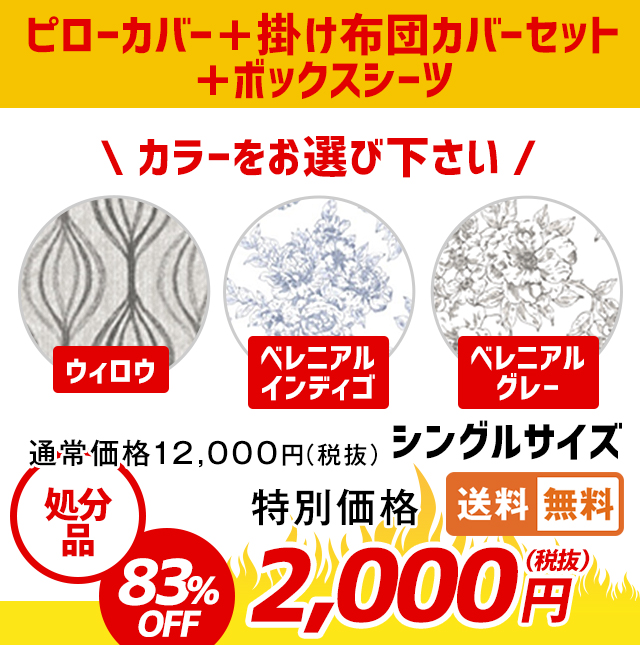 ピローカバー＋掛け布団カバーセット
＋ボックスシーツ
\ カラーをお選び下さい /
ウィロウ
ベレニアル
インディゴ
ベレニアル
グレー
通常価格12,000円(税抜)
シングルサイズ
処分
品
特別価格
送料無料
83%
OFF
2,000円
(税抜)